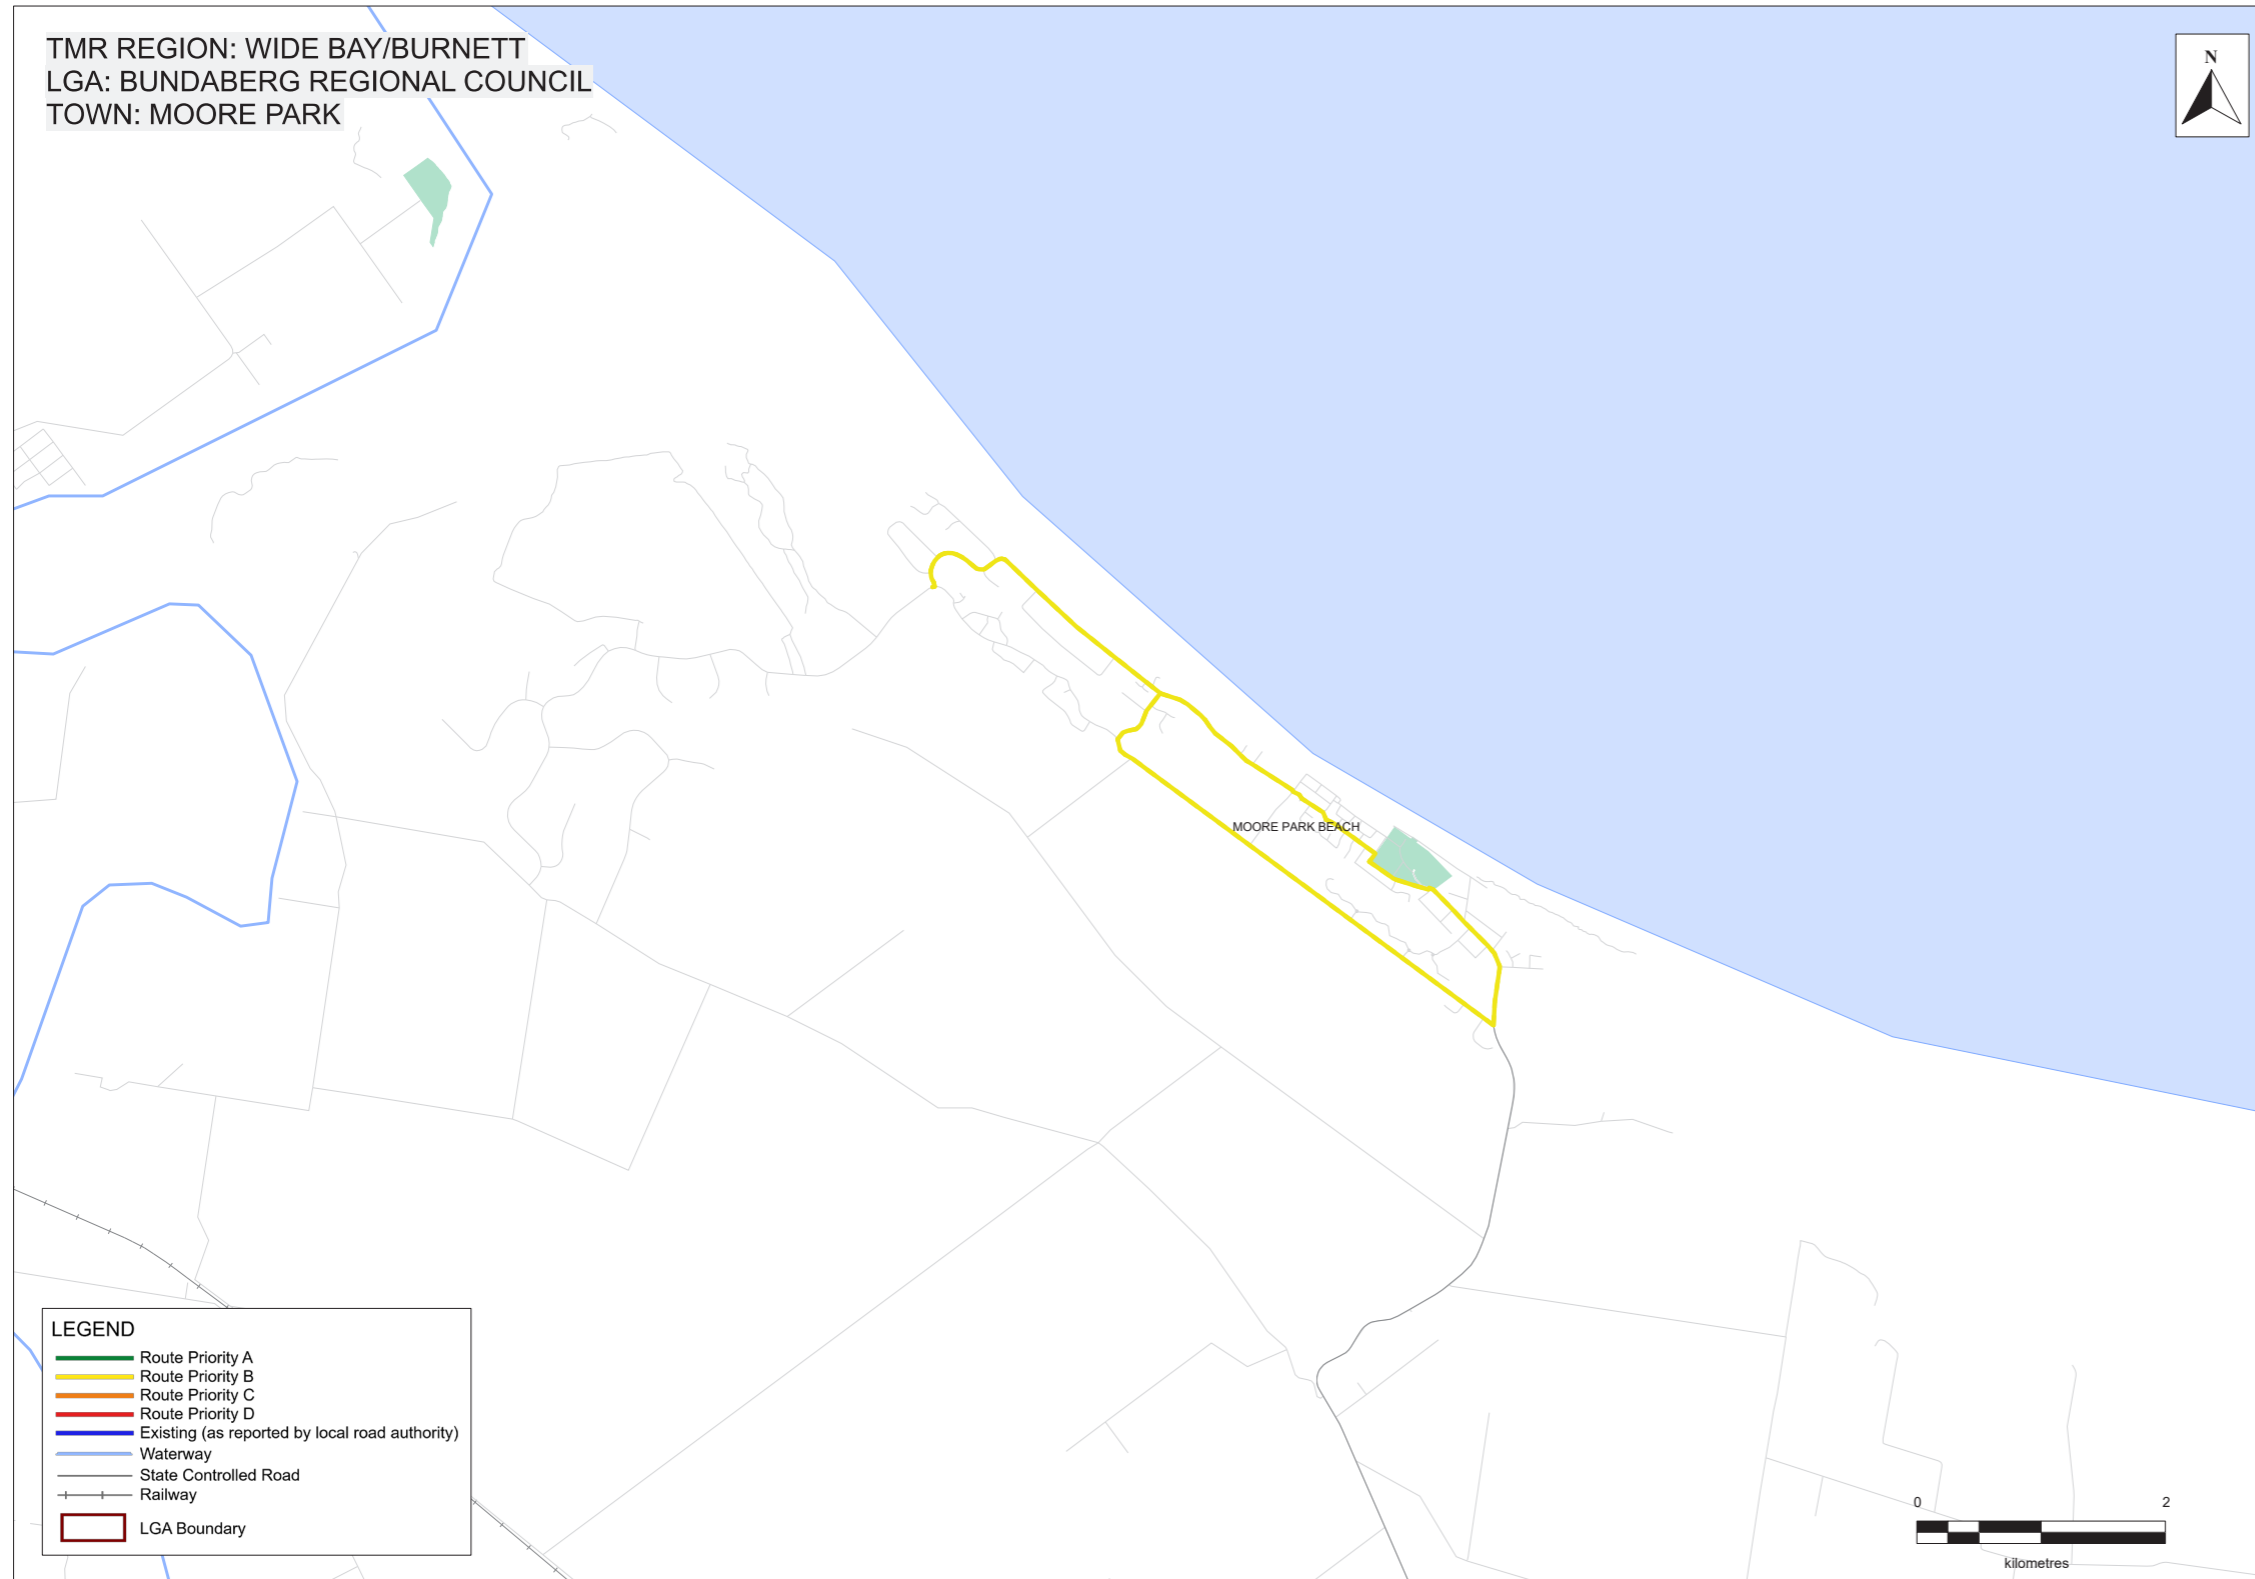 TMR REGION: WIDE BAY/BURNETT
LGA: BUNDABERG REGIONAL COUNCIL
TOWN: MOORE PARK
N
MOORE PARK BEACH
LEGEND
Route Priority A
Route Priority B
Route Priority C
Route Priority D
Existing (as reported by local road authority)
Waterway
State Controlled Road
Railway
LGA Boundary
0 2
kilometres